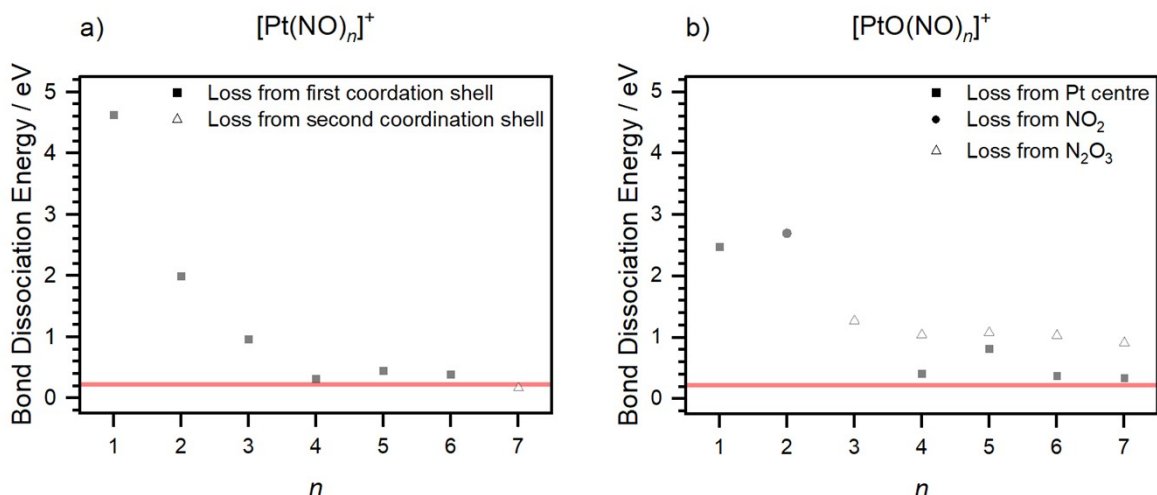 a)
[Pt(NO)n]+
Loss from first coordation shell
Loss from second coordination shell
Bond Dissociation Energy / eV
5
4
3
2
1
0
1 2 3 4 5 6 7
n
b)
[PtO(NO)n]+
Loss from Pt centre
Loss from NO2
Loss from N2O3
Bond Dissociation Energy / eV
5
4
3
2
1
0
1 2 3 4 5 6 7
n